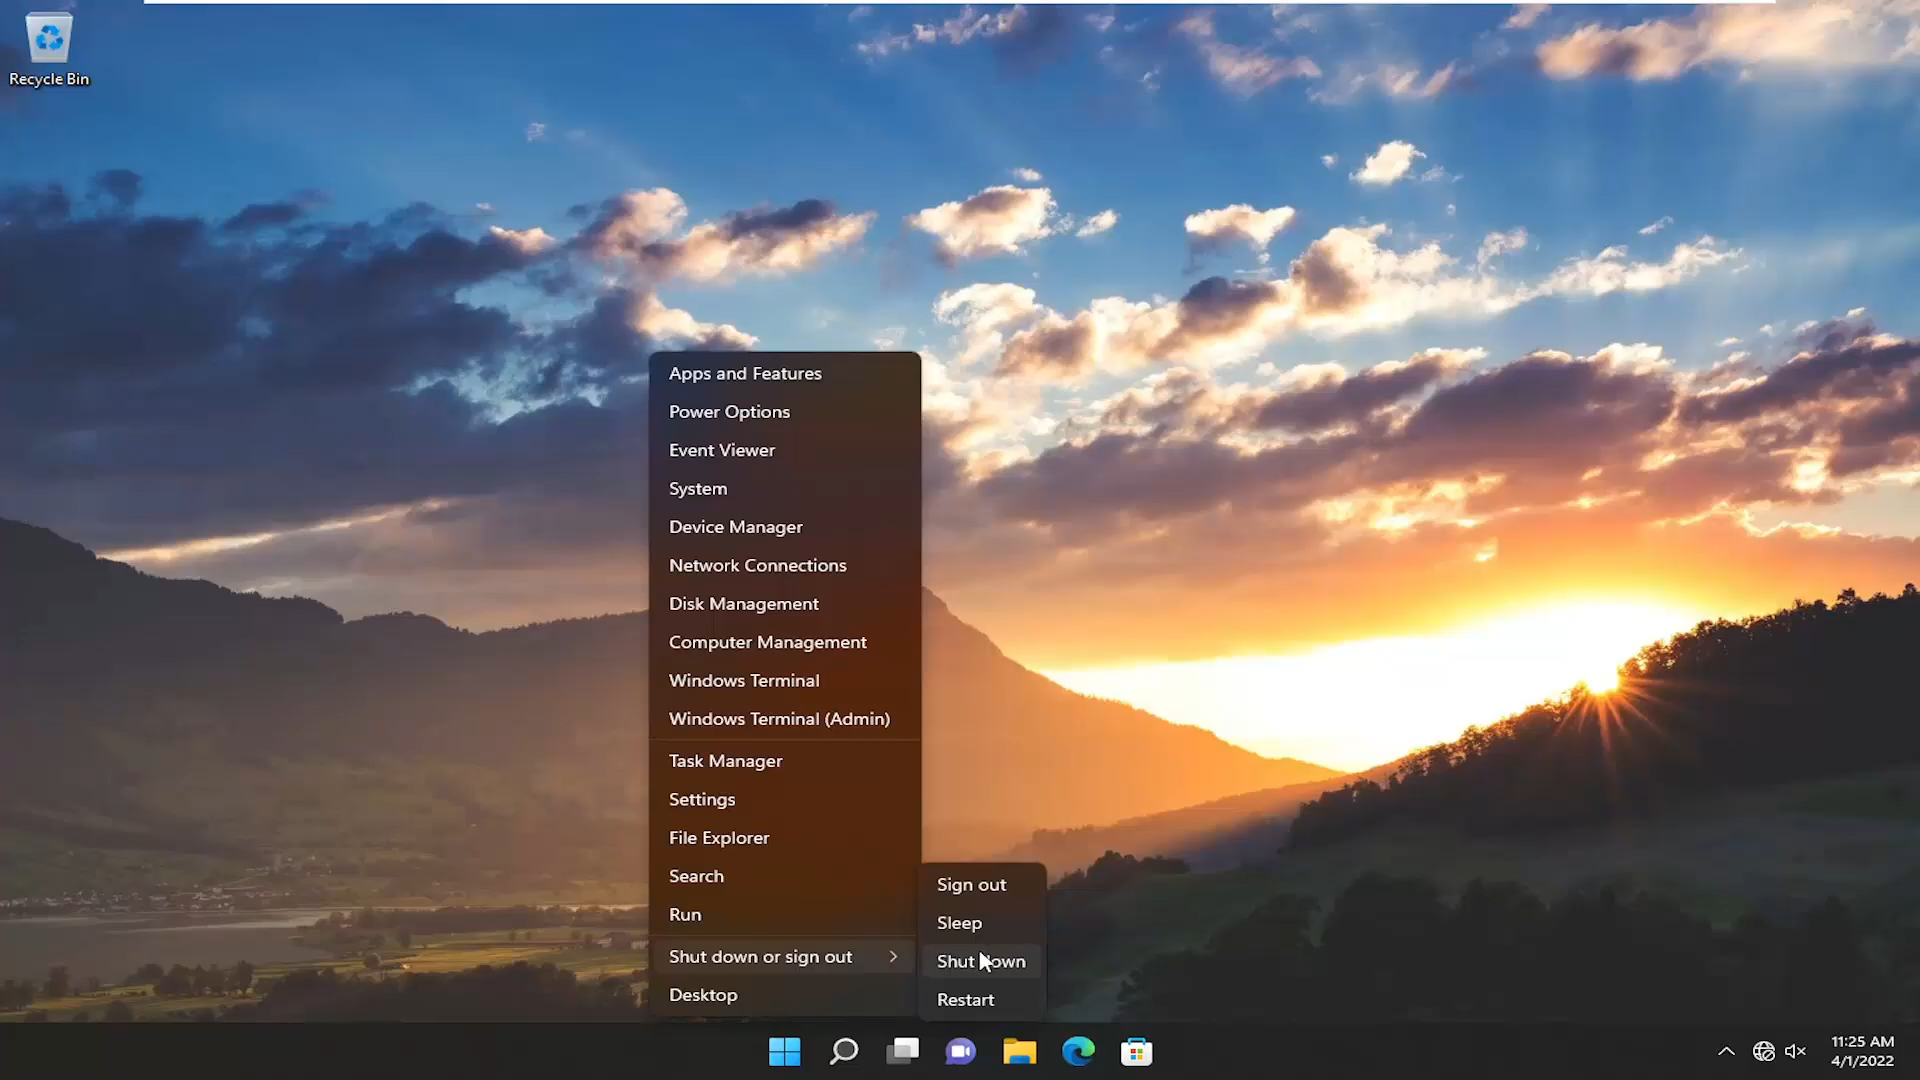 Recycle Bin
Apps and Features
Power Options
Event Viewer
System
Device Manager
Network Connections
Disk Management
Computer Management
Windows Terminal
Windows Terminal (Admin)
Task Manager
Settings
File Explorer
Search
Run
Shut down or sign out
Desktop
Sign out
Sleep
Shut down
Restart
11:25 AM
4/1/2022